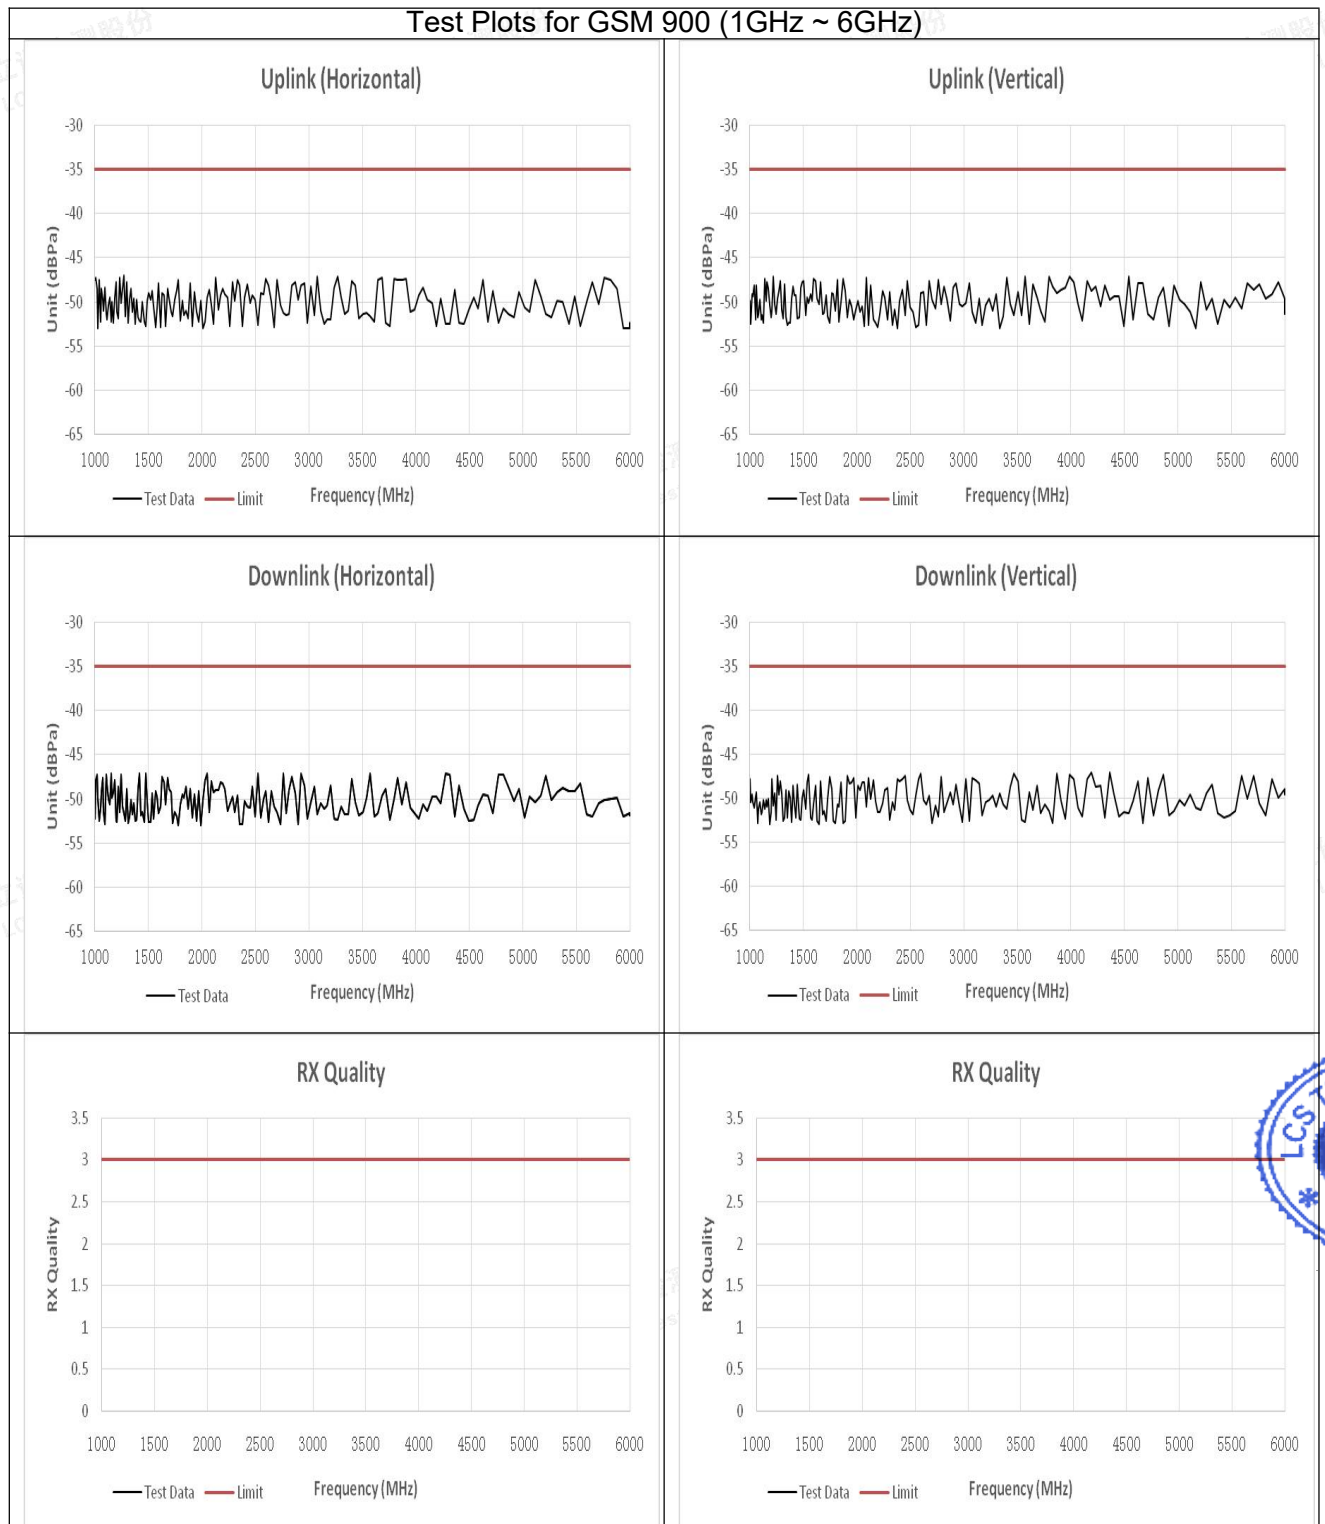 Test Plots for GSM 900 (1GHz ~ 6GHz)
Uplink (Horizontal)
-30
-35
-40
-45
-50
-55
-60
-65
Unit (dBPa)
1000 1500 2000 2500 3000 3500 4000 4500 5000 5500 6000
Test Data Limit Frequency (MHz)
Uplink (Vertical)
-30
-35
-40
-45
-50
-55
-60
-65
Unit (dBPa)
1000 1500 2000 2500 3000 3500 4000 4500 5000 5500 6000
Test Data Limit Frequency (MHz)
Downlink (Horizontal)
-30
-35
-40
-45
-50
-55
-60
-65
Unit (dBPa)
1000 1500 2000 2500 3000 3500 4000 4500 5000 5500 6000
Test Data Frequency (MHz)
Downlink (Vertical)
-30
-35
-40
-45
-50
-55
-60
-65
Unit (dBPa)
1000 1500 2000 2500 3000 3500 4000 4500 5000 5500 6000
Test Data Limit Frequency (MHz)
RX Quality
3.5
3
2.5
2
1.5
1
0.5
0
RX Quality
1000 1500 2000 2500 3000 3500 4000 4500 5000 5500 6000
Test Data Limit Frequency (MHz)
RX Quality
3.5
3
2.5
2
1.5
1
0.5
0
RX Quality
1000 1500 2000 2500 3000 3500 4000 4500 5000 5500 6000
Test Data Limit Frequency (MHz)
LCS T